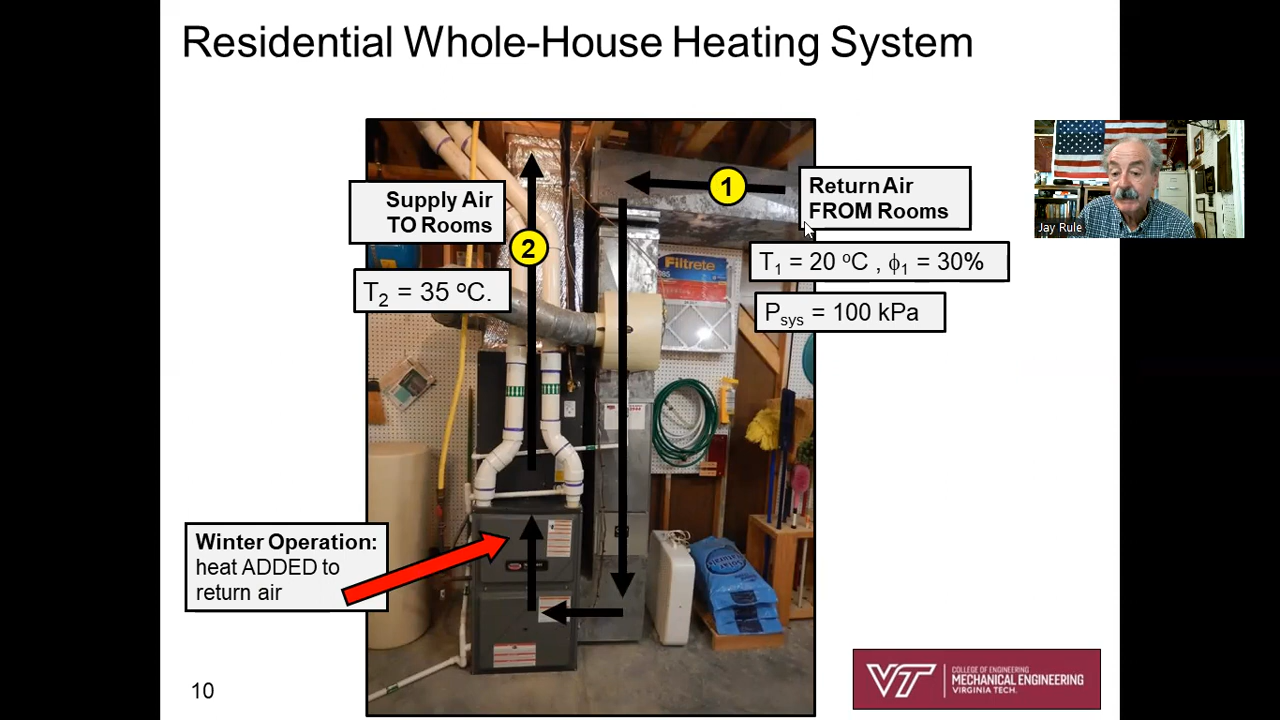 Residential Whole-House Heating System
Supply Air
TO Rooms
2
T2 = 35 ºC.
1
Return Air
FROM Rooms
T1 = 20 ºC , ϕ1 = 30%
Psys = 100 kPa
Filtrete
Winter Operation:
heat ADDED to
return air
Jay Rule
10
VT
COLLEGE OF ENGINEERING
MECHANICAL ENGINEERING
VIRGINIA TECH.